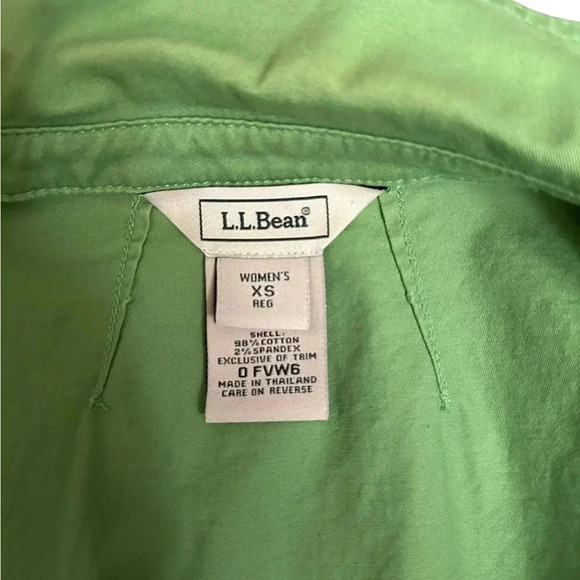 L.L.Bean®
WOMEN'S
XS
REG
SHELL:
98% COTTON
2% SPANDEX
EXCLUSIVE OF TRIM
0 FVW6
MADE IN THAILAND
CARE ON REVERSE